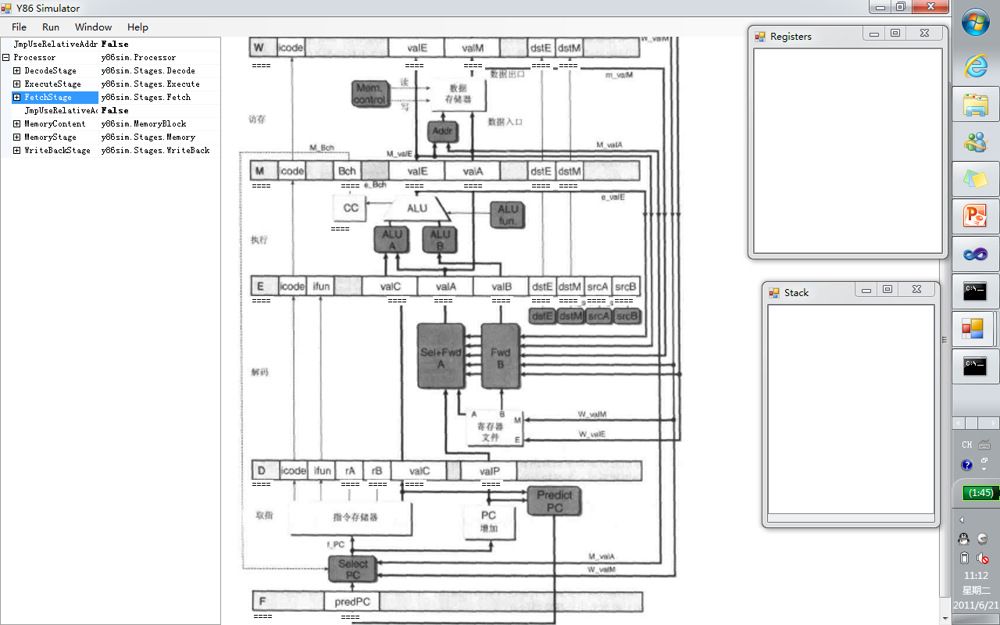 Y86 Simulator
File Run Window Help
JmpUseRelativeAddr False
Processor y86sim.Processor
DecodeStage y86sim.Stages.Decode
ExecuteStage y86sim.Stages.Execute
FetchStage y86sim.Stages.Fetch
JmpUseRelativeAc False
MemoryContent y86sim.MemoryBlock
MemoryStage y86sim.Stages.Memory
WriteBackStage y86sim.Stages.WriteBack
W_valM
W icode valE valM dstE dstM
==== ==== ==== ==== ====
数据出口 m_valM
Mem. control 读 写 数据 存储器
访存 数据入口
Addr
M_Bch M_valE M_valA
M icode Bch valE valA dstE dstM
==== ==== ==== ==== ==== ====
e_Bch e_valE
CC ALU ALU fun.
====
ALU A ALU B
执行
E icode ifun valC valA valB dstE dstM srcA srcB
==== ==== ==== ==== ==== ==== ==== ====
dstE dstM srcA srcB
Sel+Fwd A Fwd B
解码
A B W_valM
寄存器 文件 M E
W_valE
D icode ifun rA rB valC valP
==== ==== ==== ==== ====
Predict PC
取指 指令存储器 PC 增加
f_PC
Select PC M_valA
W_valM
F predPC
==== ====
Registers
Stack
C:\
C:\
CH
(1:45)
11:12
星期二
2011/6/21